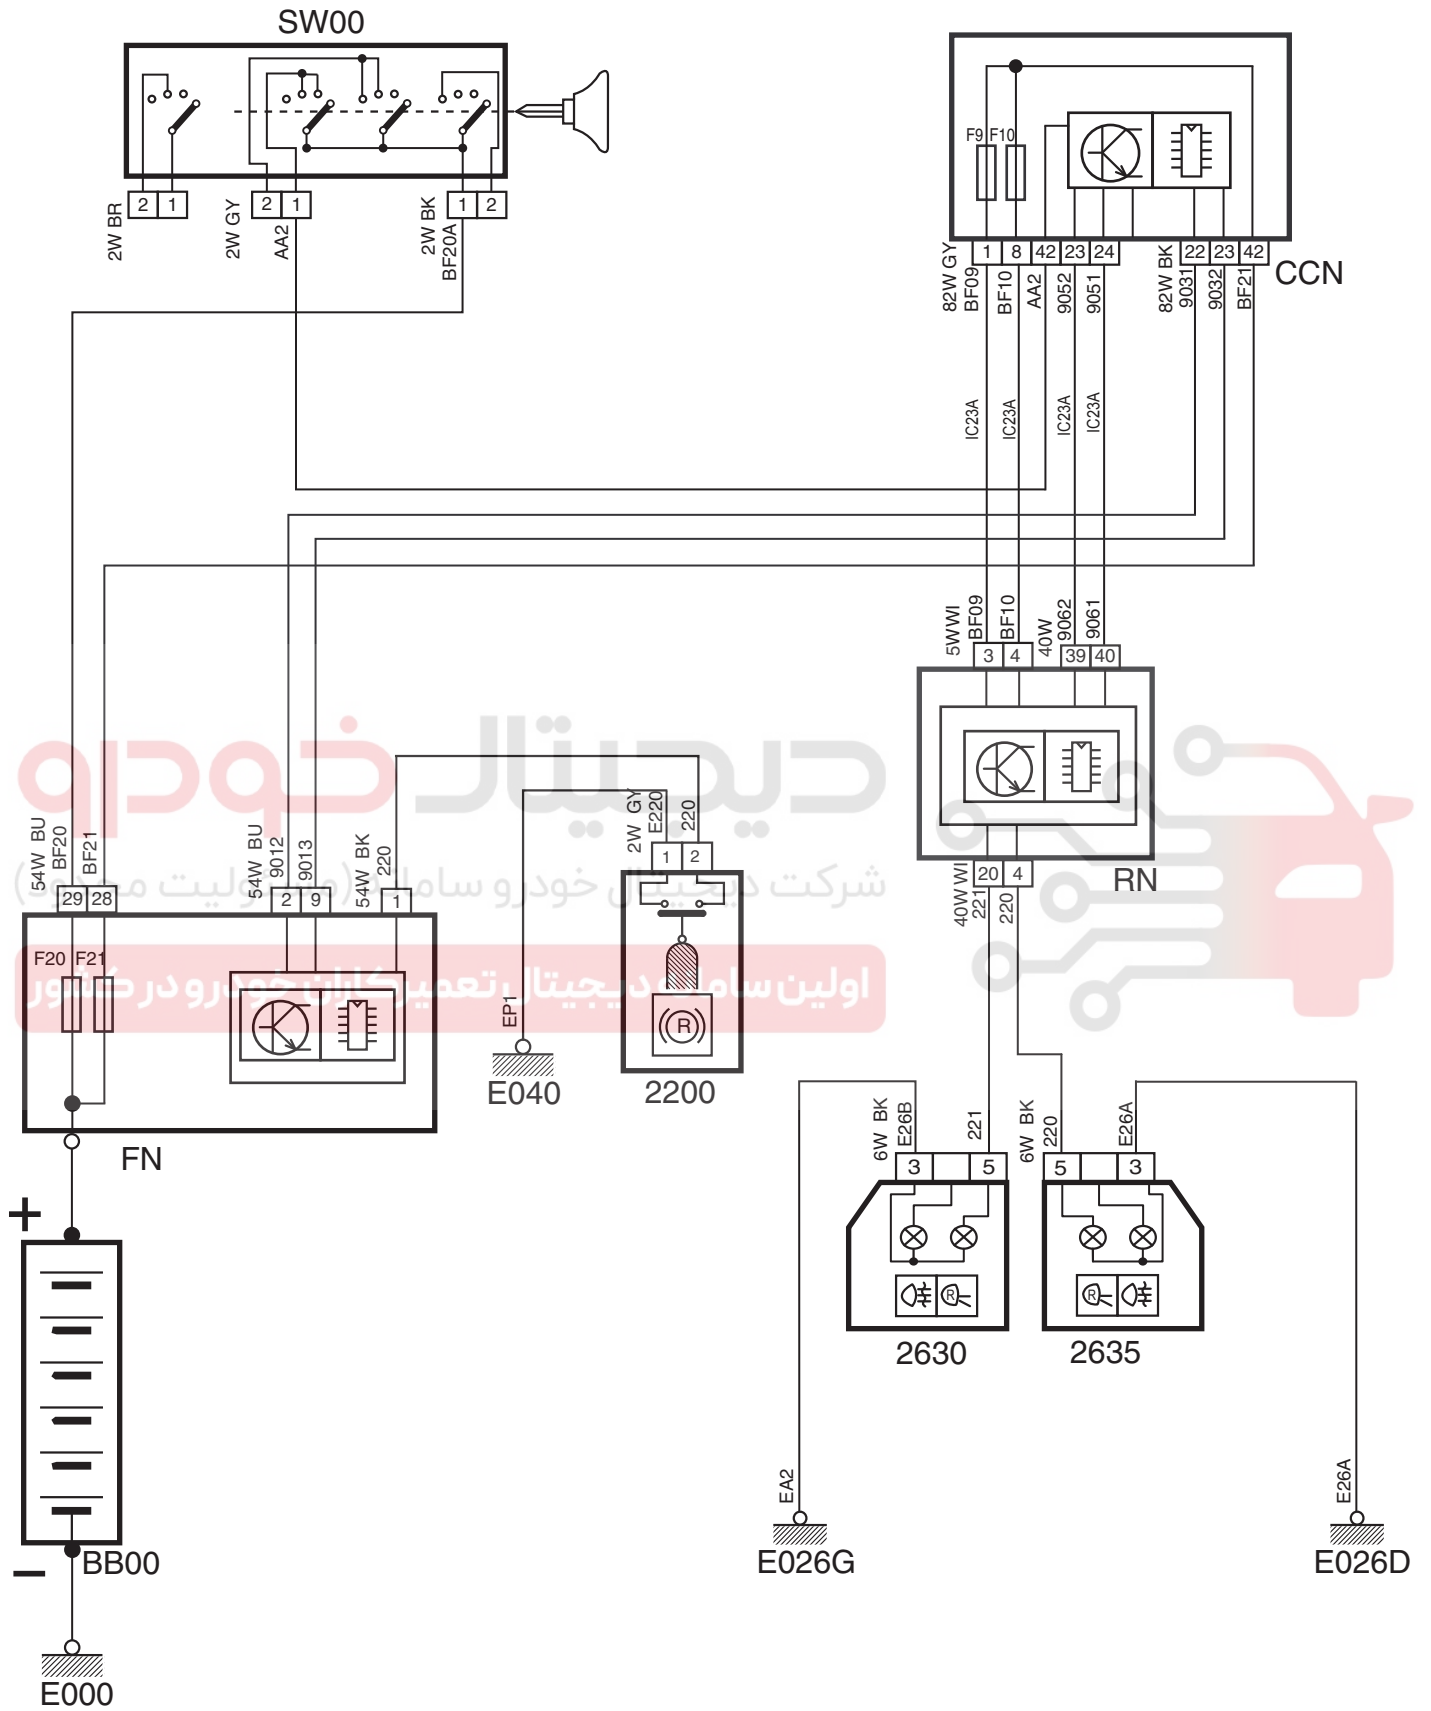 SW00
2 1
2 1
1 2
2W BR
2W GY
AA2
2W BK
BF20A
F9 F10
1 8 42 23 24
22 23 42
CCN
82W GY
BF09
BF10
AA2
9052
9051
82W BK
9031
9032
BF21
IC23A
IC23A
IC23A
IC23A
5WWI
BF09
BF10
40W
9062
9061
3 4
39 40
دیجیتال خودرو
RN
20 4
40W WI
221
220
54W BU
BF20
BF21
54W BU
9012
9013
54W BK
220
2W GY
E220
220
1 2
شرکت دیجیتال خودرو سامانه (مسئولیت محدود)
29 28
2 9
1
F20 F21
اولین سامانه دیجیتال تعمیرکاران خودرو در کشور
EP1
R
E040
2200
FN
6W BK
E26B
221
6W BK
220
E26A
3 5
5 3
R
R
2630
2635
+
BB00
–
EA2
E26A
E026G
E026D
E000